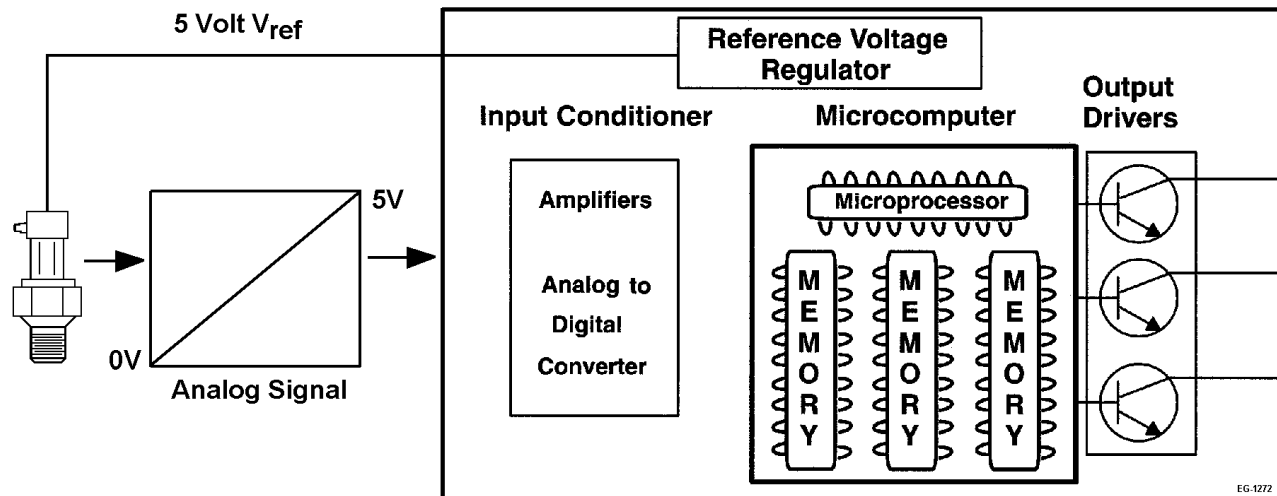 5 Volt Vref
Reference Voltage
Regulator
Input Conditioner
Microcomputer
Output
Drivers
Amplifiers
Analog to
Digital
Converter
Microprocessor
MEMORY
MEMORY
MEMORY
5V
0V
Analog Signal
EG-1272